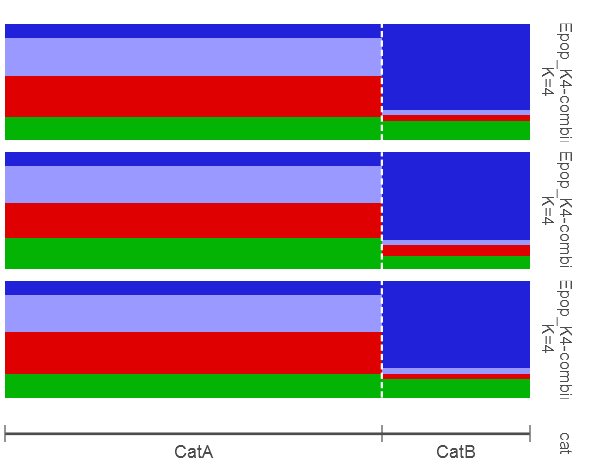 Epop_K4-combi
K=4
Epop_K4-combi
K=4
Epop_K4-combi
K=4
cat
CatA
CatB